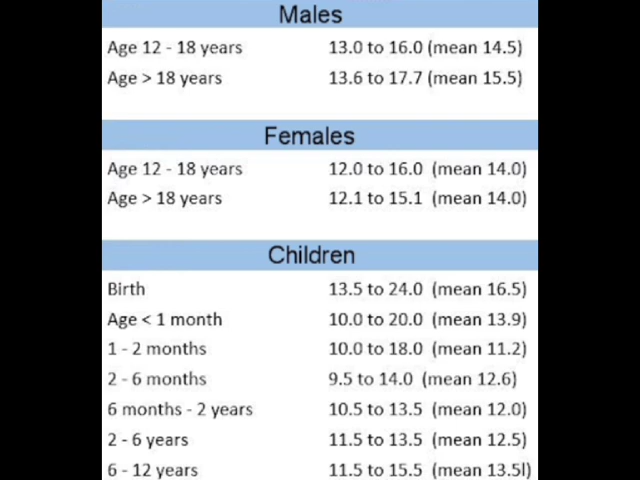 Males
Age 12 - 18 years 13.0 to 16.0 (mean 14.5)
Age > 18 years 13.6 to 17.7 (mean 15.5)
Females
Age 12 - 18 years 12.0 to 16.0 (mean 14.0)
Age > 18 years 12.1 to 15.1 (mean 14.0)
Children
Birth 13.5 to 24.0 (mean 16.5)
Age < 1 month 10.0 to 20.0 (mean 13.9)
1 - 2 months 10.0 to 18.0 (mean 11.2)
2 - 6 months 9.5 to 14.0 (mean 12.6)
6 months - 2 years 10.5 to 13.5 (mean 12.0)
2 - 6 years 11.5 to 13.5 (mean 12.5)
6 - 12 years 11.5 to 15.5 (mean 13.5l)